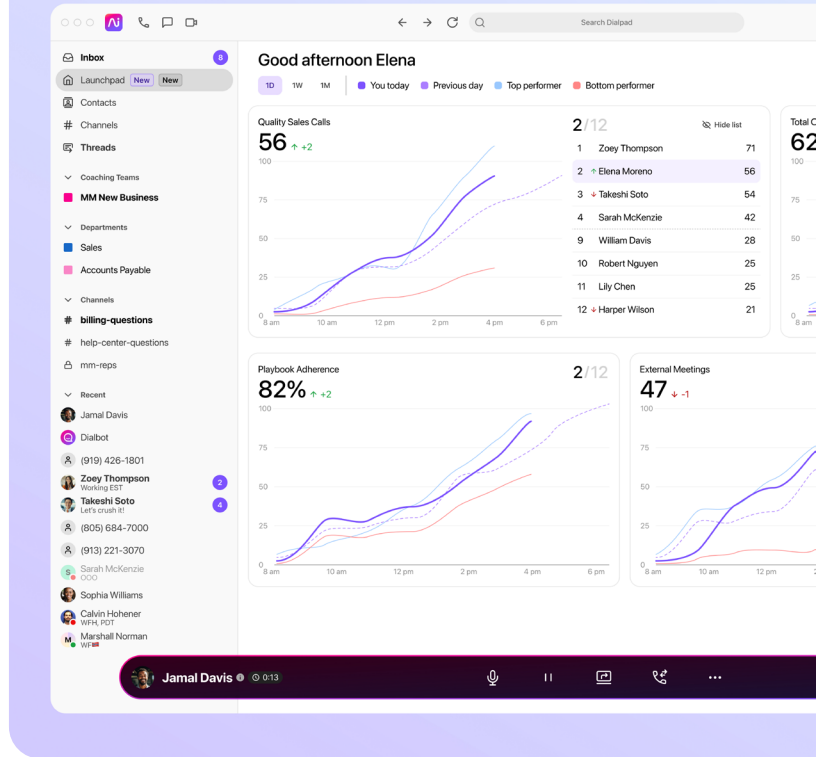 Ai
Search Dialpad
Inbox 8
Launchpad New New
Contacts
Channels
Threads
Coaching Teams
MM New Business
Departments
Sales
Accounts Payable
Channels
# billing-questions
# help-center-questions
mm-reps
Recent
Jamal Davis
Dialbot
(919) 426-1801
Zoey Thompson 2
Working EST
Takeshi Soto 4
Let's crush it!
(805) 684-7000
(913) 221-3070
S Sarah McKenzie
OOO
Sophia Williams
Calvin Hohener
WFH, PDT
M Marshall Norman
WF
Good afternoon Elena
1D 1W 1M You today Previous day Top performer Bottom performer
Quality Sales Calls
56 ↑ +2
100
75
50
25
0
8 am 10 am 12 pm 2 pm 4 pm 6 pm
2/12 Hide list
1 Zoey Thompson 71
2 ↑ Elena Moreno 56
3 ↓ Takeshi Soto 54
4 Sarah McKenzie 42
9 William Davis 28
10 Robert Nguyen 25
11 Lily Chen 25
12 ↓ Harper Wilson 21
Total C
62
100
75
50
25
0
8 am
Playbook Adherence
82% ↑ +2
2/12
100
75
50
25
0
8 am 10 am 12 pm 2 pm 4 pm 6 pm
External Meetings
47 ↓ -1
100
75
50
25
0
8 am 10 am 12 pm 2
Jamal Davis 0:13